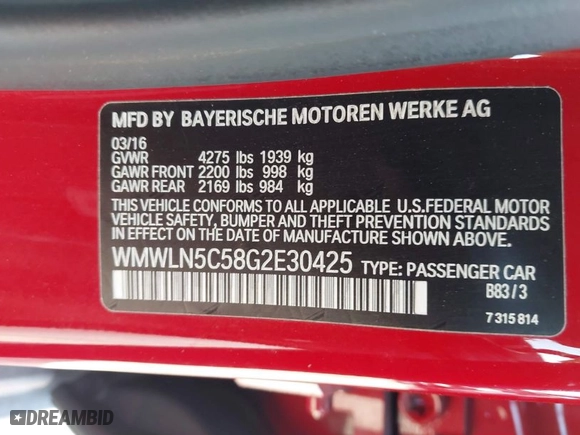 MFD BY BAYERISCHE MOTOREN WERKE AG
03/16
GVWR 4275 lbs 1939 kg
GAWR FRONT 2200 lbs 998 kg
GAWR REAR 2169 lbs 984 kg
THIS VEHICLE CONFORMS TO ALL APPLICABLE U.S.FEDERAL MOTOR
VEHICLE SAFETY, BUMPER AND THEFT PREVENTION STANDARDS
IN EFFECT ON THE DATE OF MANUFACTURE SHOWN ABOVE.
WMWLN5C58G2E30425 TYPE: PASSENGER CAR
B83 / 3
7 315 814
DREAMBID